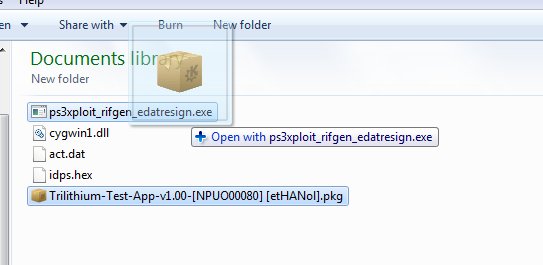 Help
en
Share with
Burn
New folder
Documents library
New folder
ps3xploit_rifgen_edatresign.exe
cygwin1.dll
Open with ps3xploit_rifgen_edatresign.exe
act.dat
idps.hex
Trilithium-Test-App-v1.00-[NPUO00080] [etHANol].pkg